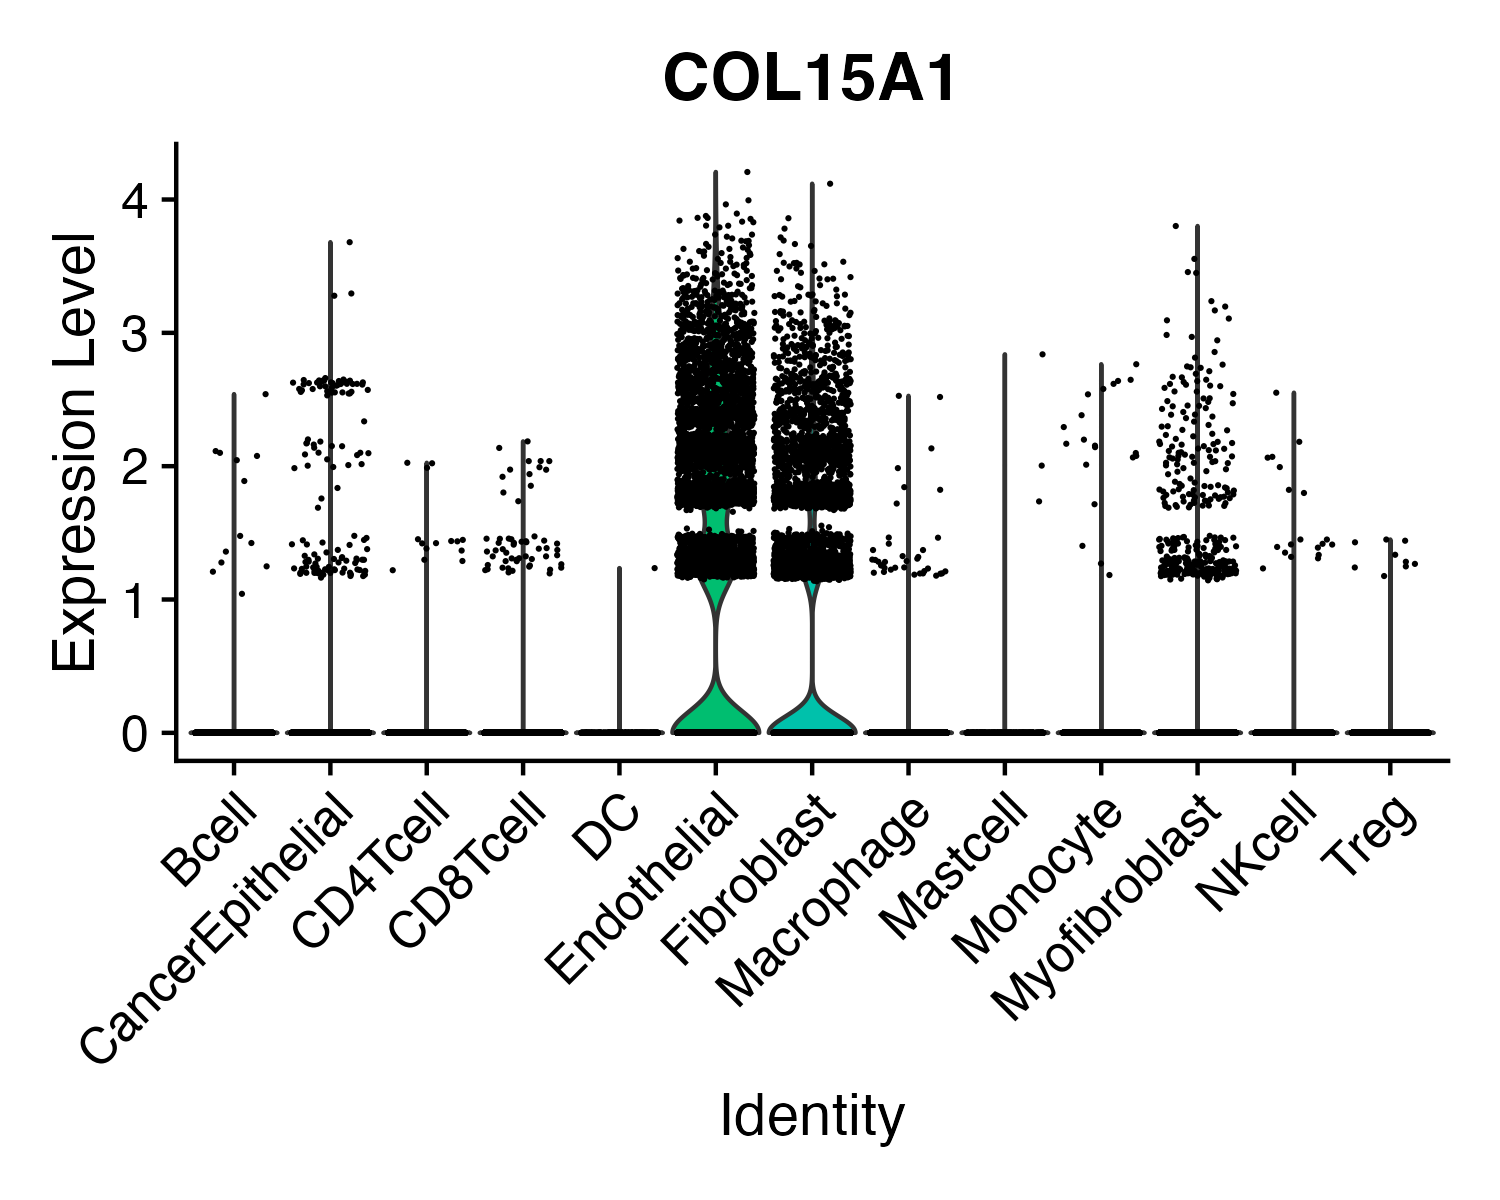 COL15A1
Expression Level
4
3
2
1
0
Bcell
CancerEpithelial
CD4Tcell
CD8Tcell
DC
Endothelial
Fibroblast
Macrophage
Mastcell
Monocyte
Myofibroblast
NKcell
Treg
Identity